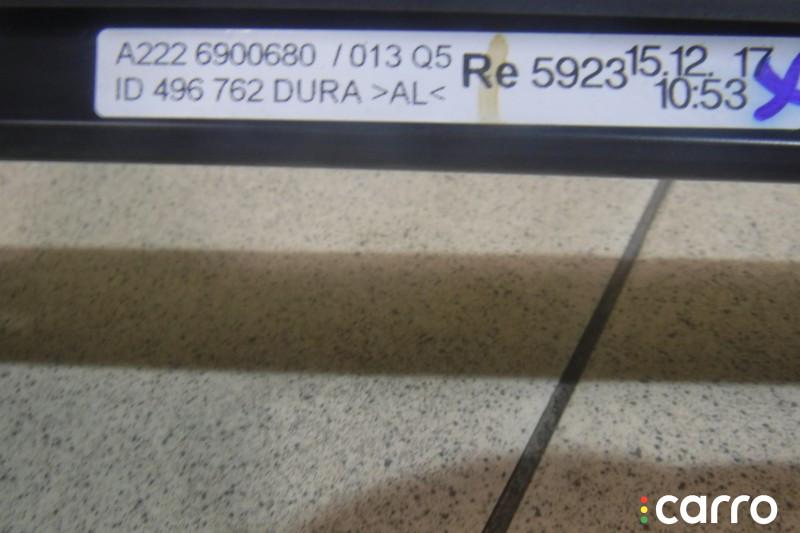 A222 6900680 / 013 Q5
ID 496 762 DURA >AL<
Re 5923
15.12. 17
10:53
carro